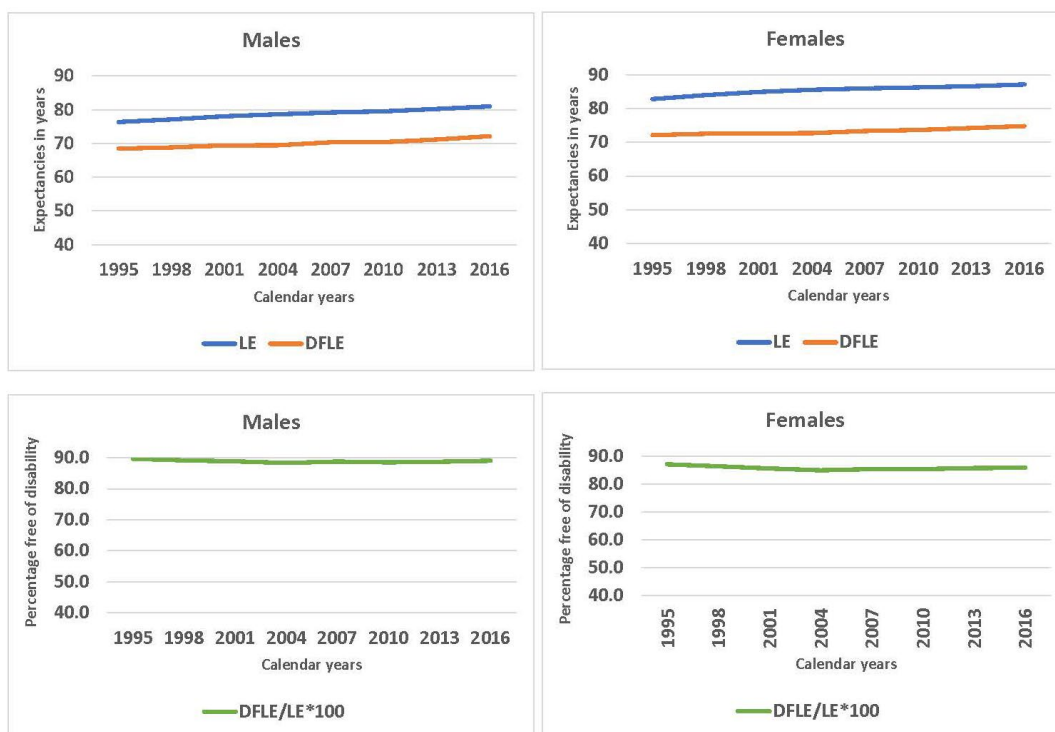 Males
Expectancies in years
90
80
70
60
50
40
1995 1998 2001 2004 2007 2010 2013 2016
Calendar years
LE DFLE
Females
Expectancies in years
90
80
70
60
50
40
1995 1998 2001 2004 2007 2010 2013 2016
Calendar years
LE DFLE
Males
Percentage free of disability
90.0
80.0
70.0
60.0
50.0
40.0
1995 1998 2001 2004 2007 2010 2013 2016
Calendar years
DFLE/LE*100
Females
Percentage free of disability
90.0
80.0
70.0
60.0
50.0
40.0
1995 1998 2001 2004 2007 2010 2013 2016
Calendar years
DFLE/LE*100